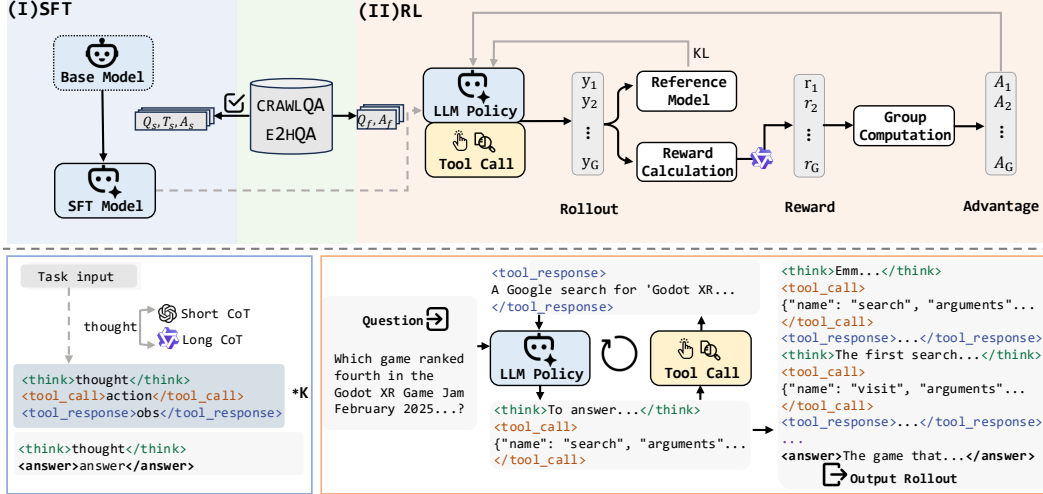 (I)SFT
Base Model
Q_s, T_s, A_s
SFT Model
CRAWLQA
E2HQA
Q_f, A_f
(II)RL
KL
LLM Policy
Tool Call
y_1
y_2
⋮
y_G
Rollout
Reference
Model
Reward
Calculation
r_1
r_2
⋮
r_G
Reward
Group
Computation
A_1
A_2
⋮
A_G
Advantage
Task input
thought
Short CoT
Long CoT
<think>thought</think>
<tool_call>action</tool_call>
<tool_response>obs</tool_response>
*K
<think>thought</think>
<answer>answer</answer>
Question
Which game ranked
fourth in the
Godot XR Game Jam
February 2025...?
<tool_response>
A Google search for 'Godot XR...
</tool_response>
LLM Policy
Tool Call
<think>To answer...</think>
<tool_call>
{"name": "search", "arguments"...
</tool_call>
<think>Emm...</think>
<tool_call>
{"name": "search", "arguments"...
</tool_call>
<tool_response>...</tool_response>
<think>The first search...</think>
<tool_call>
{"name": "visit", "arguments"...
</tool_call>
<tool_response>...</tool_response>
...
<answer>The game that...</answer>
Output Rollout